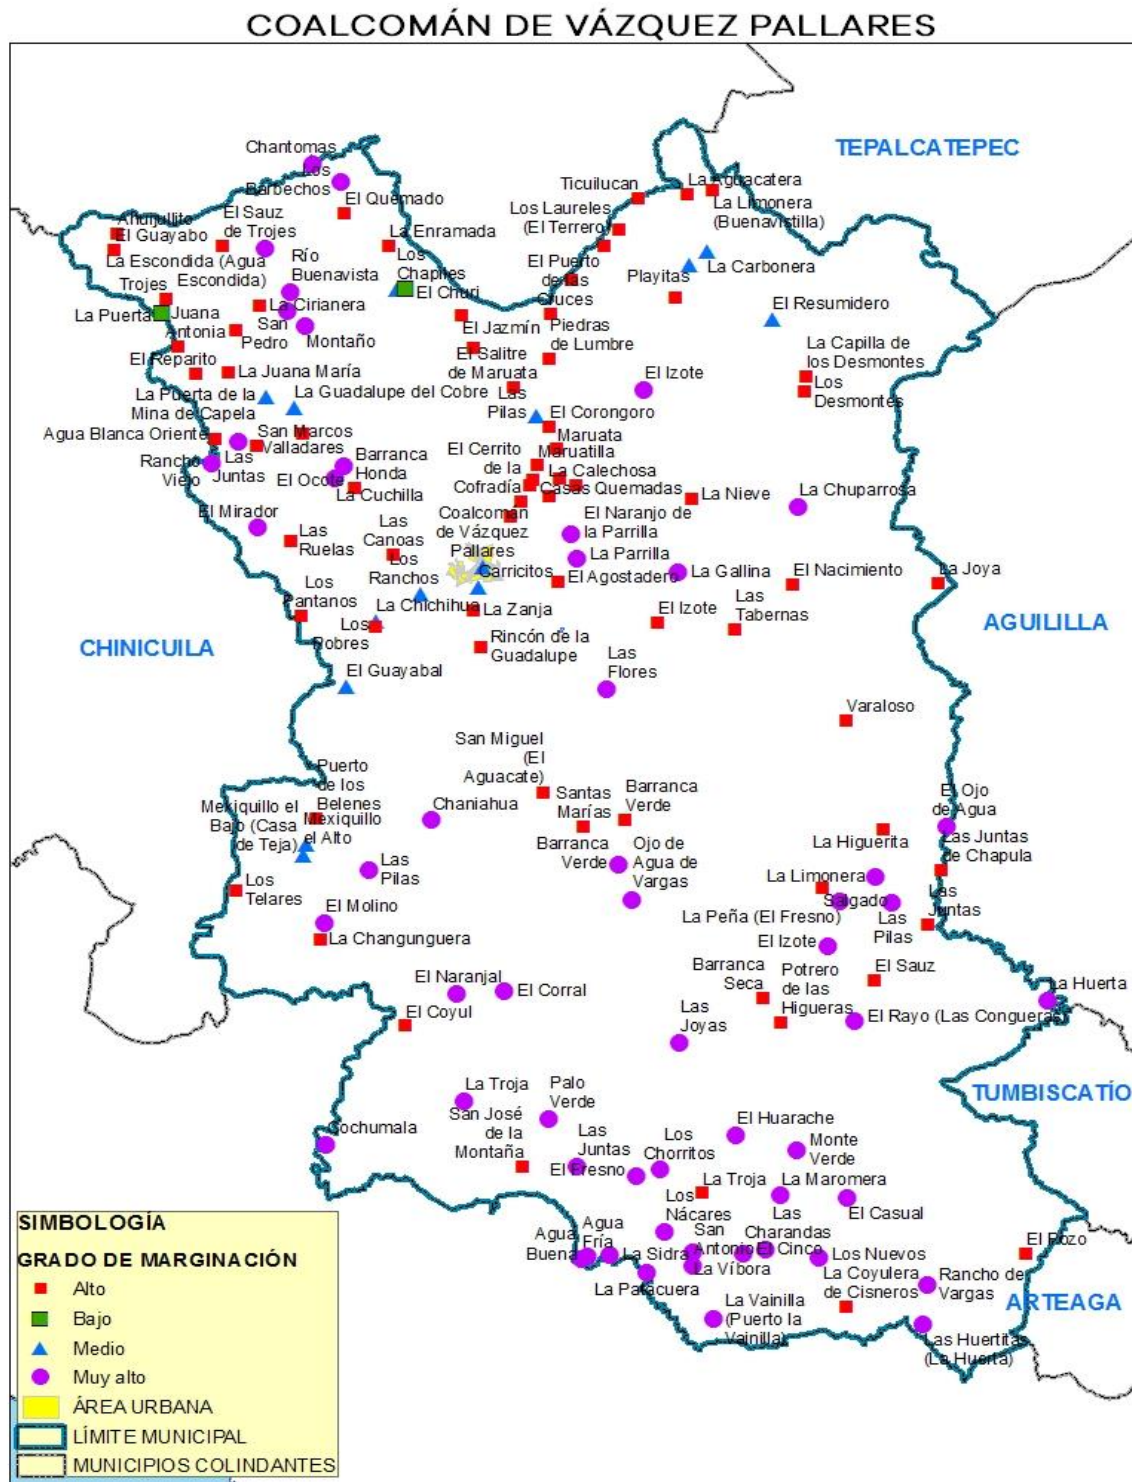 COALCOMÁN DE VÁZQUEZ PALLARES
TEPALCATEPEC
Chantomas
Los
Barbechos
El Quemado
Ticuilucan
La Aguacatera
La Limonera
(Buenavistilla)
Ahuijullito
El Guayabo
El Sauz
de Trojes
La Enramada
Los Laureles
(El Terrero)
La Escondida (Agua
Escondida)
Río
Buenavista
Los
Chapiles
El Churi
El Puerto
de las
Cruces
Playitas
La Carbonera
Trojes
La Puerta
Juana
Antonia
La Cirianera
San
Pedro
Montaño
El Jazmín
Piedras
de Lumbre
El Resumidero
El Reparito
La Juana María
El Salitre
de Maruata
El Izote
La Capilla de
los Desmontes
Los
Desmontes
La Puerta de la
Mina de Capela
La Guadalupe del Cobre
Las
Pilas
El Corongoro
Agua Blanca Oriente
San Marcos
Valladares
Maruata
Maruatilla
Rancho
Viejo
Las
Juntas
El Ocote
Barranca
Honda
La Cuchilla
El Cerrito
de la
Cofradía
La Calechosa
Casas Quemadas
La Nieve
La Chuparrosa
El Mirador
Las
Ruelas
Las
Canoas
Coalcomán
de Vázquez
Pallares
El Naranjo de
la Parrilla
La Parrilla
Los
Ranchos
Carricitos
El Agostadero
La Gallina
El Nacimiento
La Joya
Los
Pantanos
La Chichihua
La Zanja
El Izote
Las
Tabernas
AGUILILLA
CHINICUILA
Los
Robres
Rincón de la
Guadalupe
El Guayabal
Las
Flores
Varaloso
San Miguel
(El
Aguacate)
Puerto
de los
Belenes
Mexiquillo el
Bajo (Casa
de Teja)
Mexiquillo
el Alto
Chaniahua
Santas
Marías
Barranca
Verde
El Ojo
de Agua
Barranca
Verde
Ojo de
Agua de
Vargas
La Higuerita
Las Juntas
de Chapula
Los
Telares
Las
Pilas
La Limonera
Salgado
Las
Pilas
Las
Juntas
El Molino
La Changunguera
La Peña (El Fresno)
El Izote
El Naranjal
El Corral
Barranca
Seca
Potrero
de las
Higueras
El Sauz
La Huerta
El Coyul
Las
Joyas
El Rayo (Las Congueras)
TUMBISCATÍO
La Troja
Palo
Verde
San José
de la
Montaña
El Huarache
Cochumala
Las
Juntas
El Fresno
Los
Chorritos
Monte
Verde
La Troja
La Maromera
Los
Nácares
Las
Charandas
El Casual
Agua
Buena
Agua
Fría
La Sidra
San
Antonio
El Cinco
Los Nuevos
El Pozo
La Patacuera
La Víbora
La Coyulera
de Cisneros
Rancho de
Vargas
ARTEAGA
La Vainilla
(Puerto la
Vainilla)
Las Huertitas
(La Huerta)
SIMBOLOGÍA
GRADO DE MARGINACIÓN
Alto
Bajo
Medio
Muy alto
ÁREA URBANA
LÍMITE MUNICIPAL
MUNICIPIOS COLINDANTES